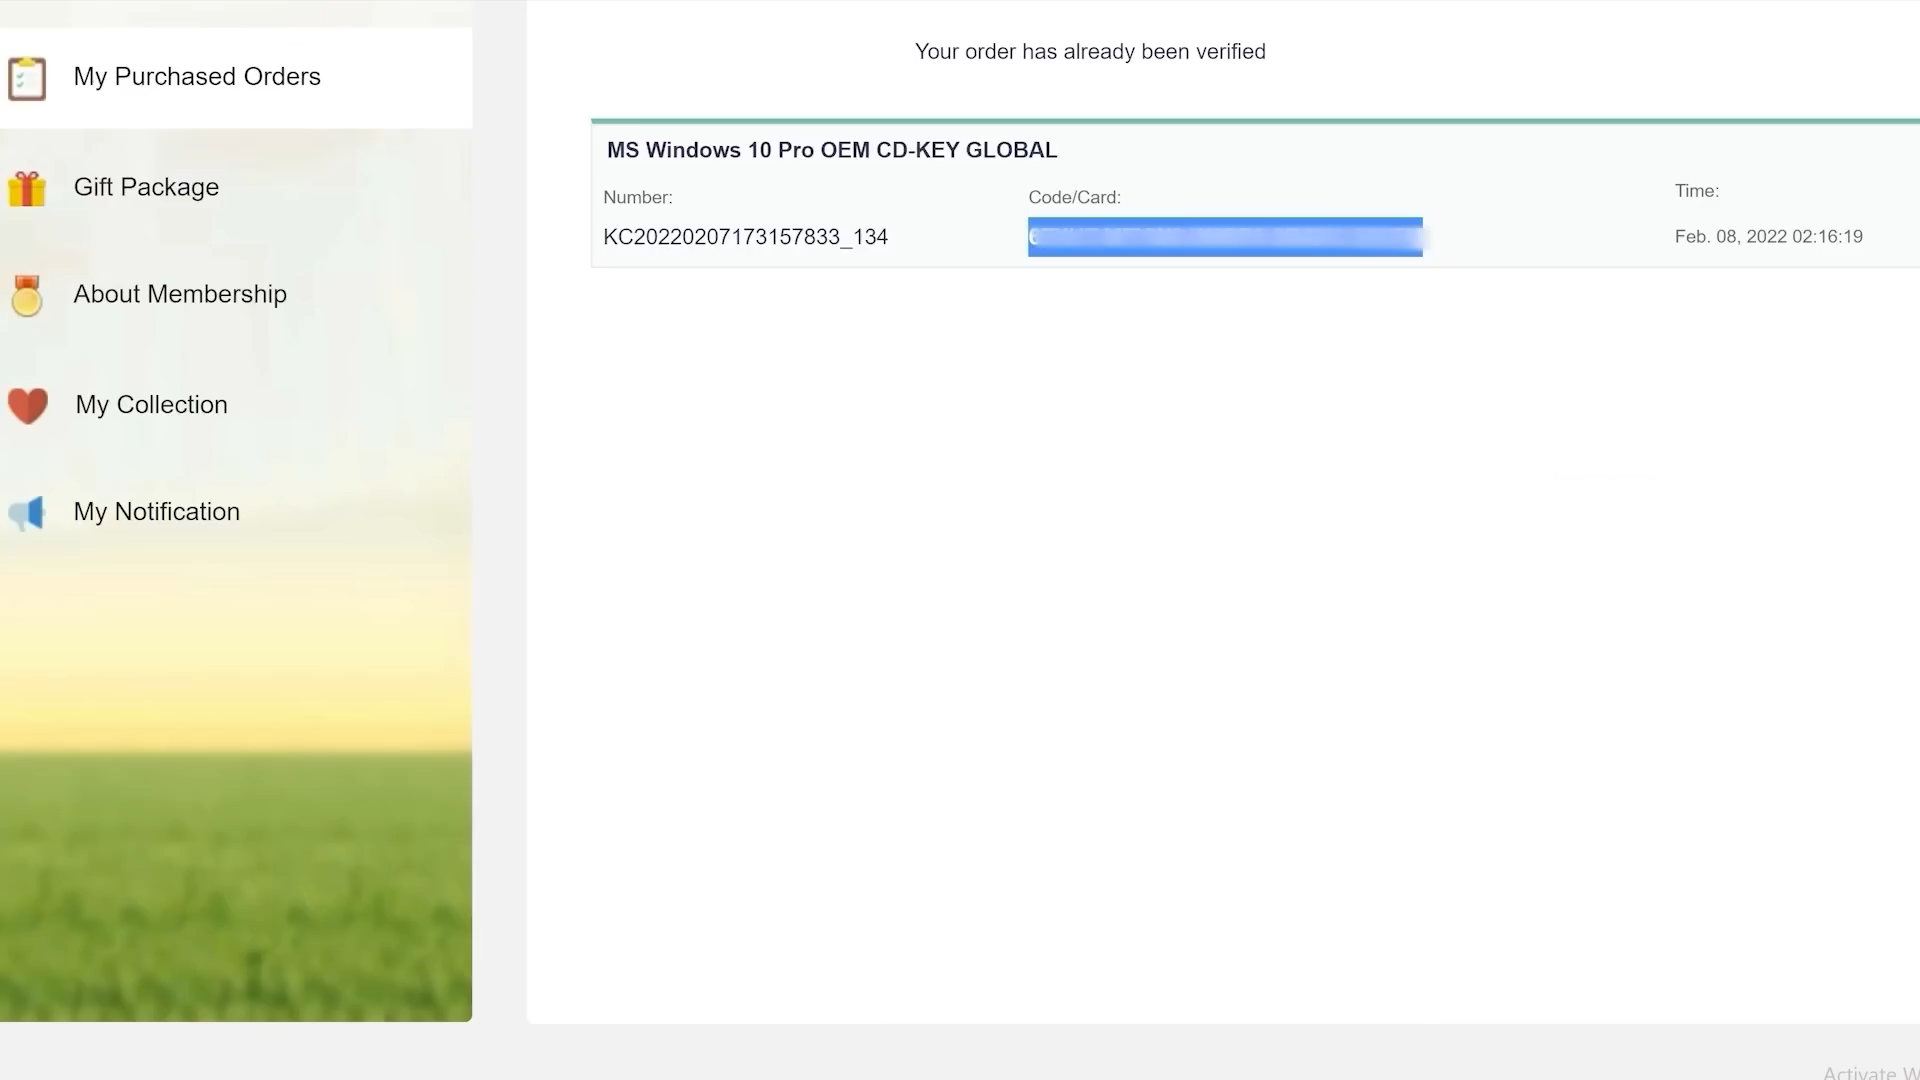 My Purchased Orders
Gift Package
About Membership
My Collection
My Notification
Your order has already been verified
MS Windows 10 Pro OEM CD-KEY GLOBAL
Number:
Code/Card:
Time:
KC20220207173157833_134
Feb. 08, 2022 02:16:19
Activate W